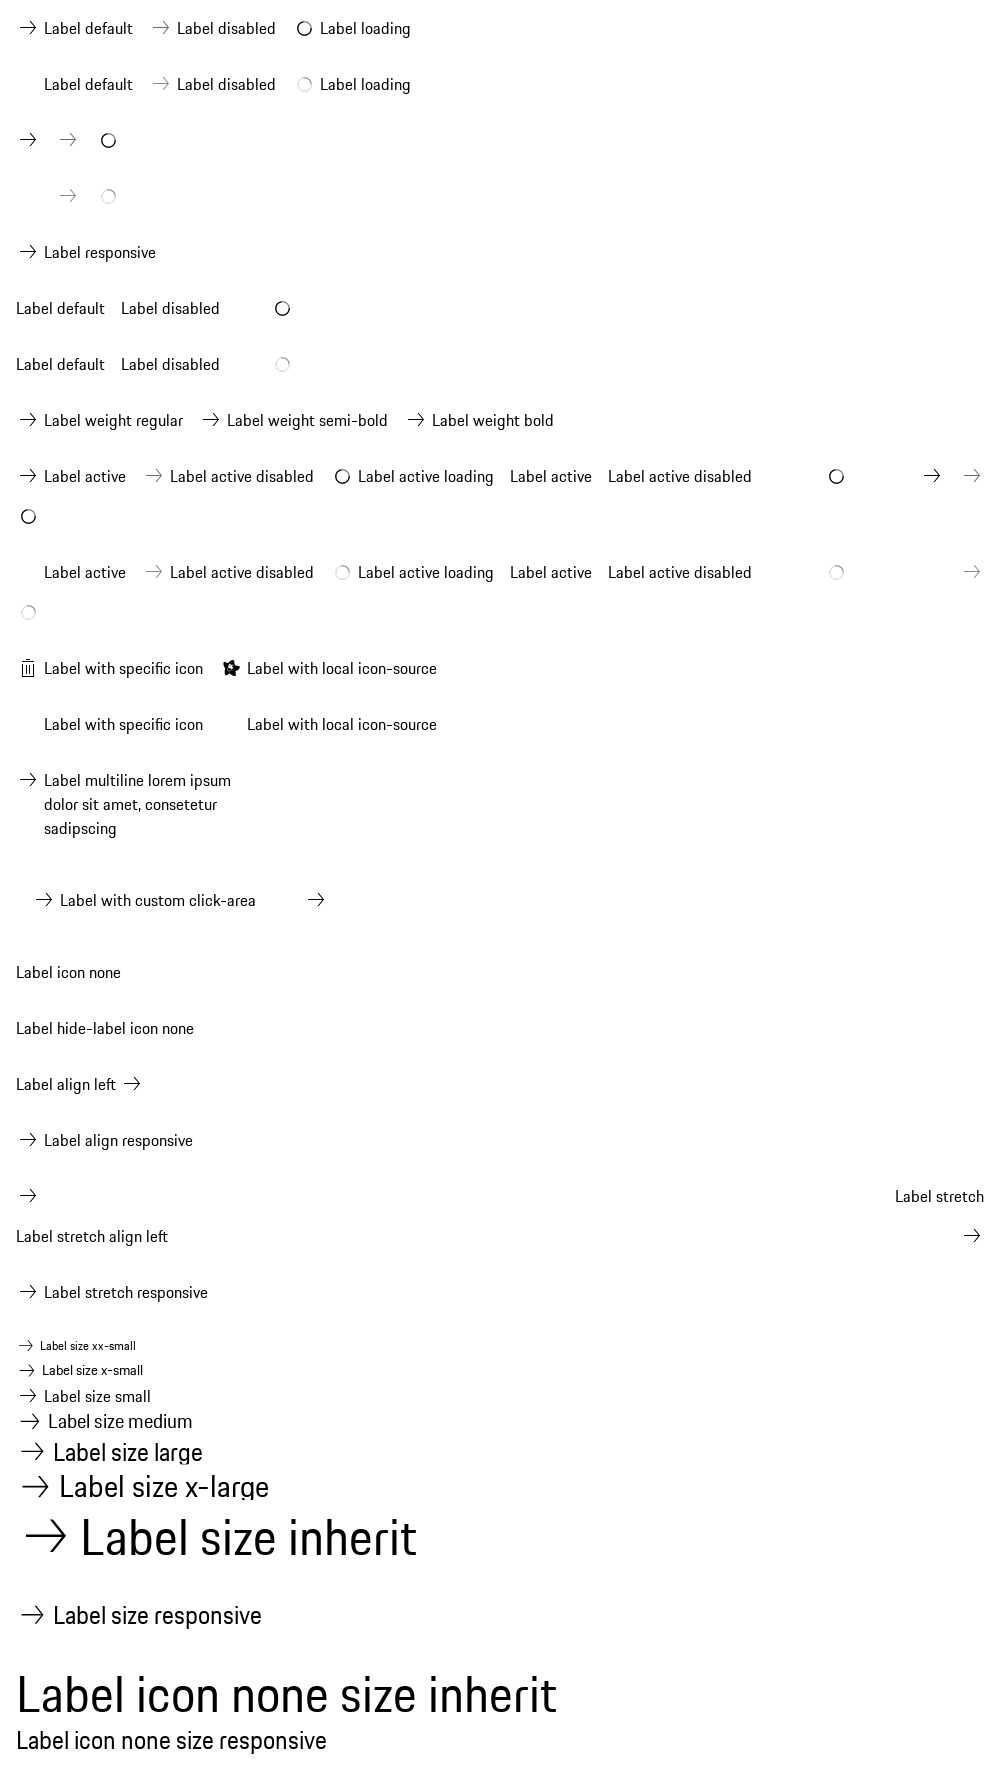 Label default Label disabled Label loading
Label default Label disabled Label loading
Label responsive
Label default Label disabled
Label default Label disabled
Label weight regular Label weight semi-bold Label weight bold
Label active Label active disabled Label active loading Label active Label active disabled
Label active Label active disabled Label active loading Label active Label active disabled
Label with specific icon Label with local icon-source
Label with specific icon Label with local icon-source
Label multiline lorem ipsum
dolor sit amet, consetetur
sadipscing
Label with custom click-area
Label icon none
Label hide-label icon none
Label align left
Label align responsive
Label stretch
Label stretch align left
Label stretch responsive
Label size xx-small
Label size x-small
Label size small
Label size medium
Label size large
Label size x-large
Label size inherit
Label size responsive
Label icon none size inherit
Label icon none size responsive